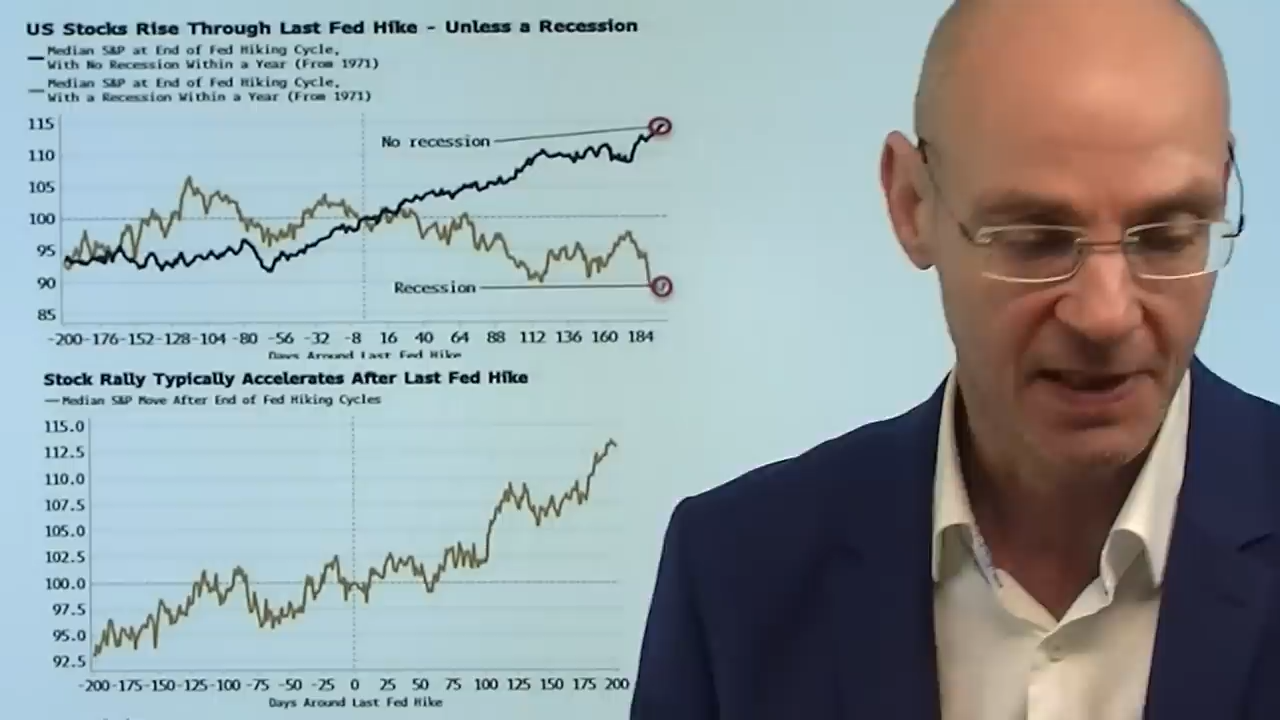 US Stocks Rise Through Last Fed Hike - Unless a Recession
Median S&P at End of Fed Hiking Cycle,
With No Recession Within a Year (From 1971)
Median S&P at End of Fed Hiking Cycle,
With a Recession Within a Year (From 1971)
115
110
105
100
95
90
85
No recession
Recession
-200 -176 -152 -128 -104 -80 -56 -32 -8 16 40 64 88 112 136 160 184
Days Around Last Fed Hike
Stock Rally Typically Accelerates After Last Fed Hike
Median S&P Move After End of Fed Hiking Cycles
115.0
112.5
110.0
107.5
105.0
102.5
100.0
97.5
95.0
92.5
-200 -175 -150 -125 -100 -75 -50 -25 0 25 50 75 100 125 150 175 200
Days Around Last Fed Hike